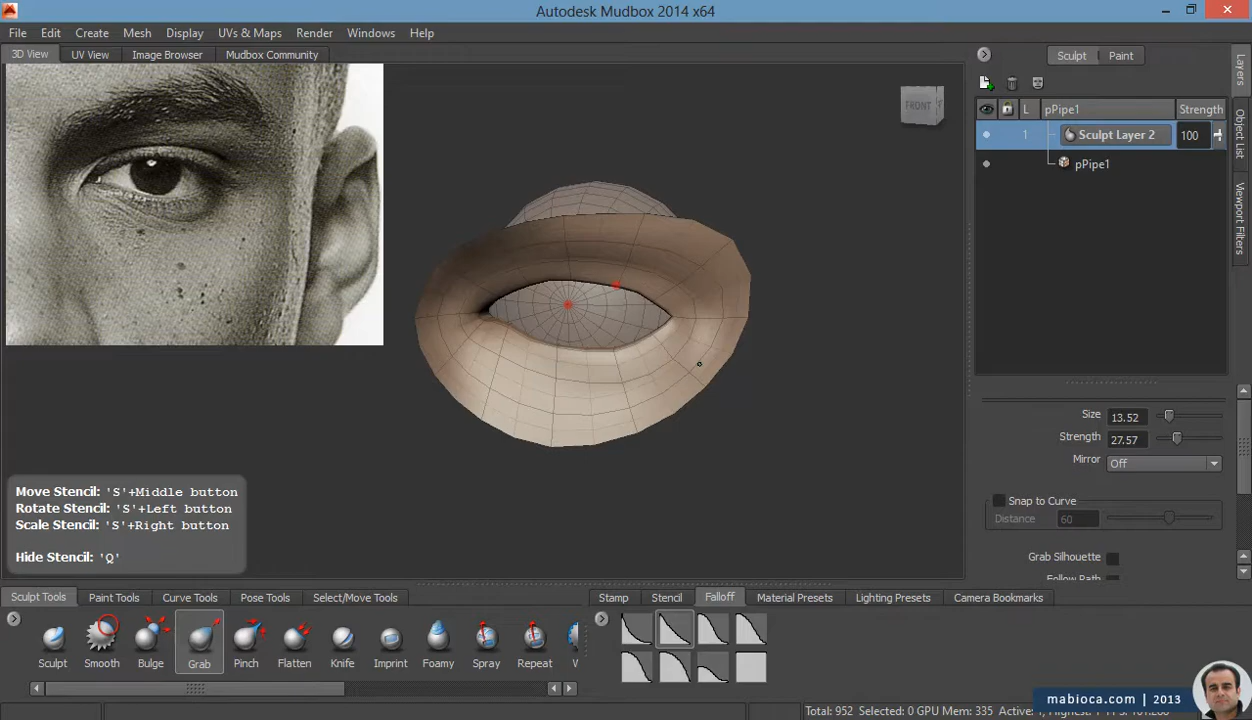 Autodesk Mudbox 2014 x64
File Edit Create Mesh Display UVs & Maps Render Windows Help
3D View UV View Image Browser Mudbox Community
Sculpt Paint
L pPipe1 Strength
1 Sculpt Layer 2 100
pPipe1
Layers
Object List
Viewport Filters
FRONT
Size 13.52
Strength 27.57
Mirror Off
Snap to Curve
Distance 60
Grab Silhouette
Follow Path
Move Stencil: 'S'+Middle button
Rotate Stencil: 'S'+Left button
Scale Stencil: 'S'+Right button
Hide Stencil: 'Q'
Sculpt Tools Paint Tools Curve Tools Pose Tools Select/Move Tools
Stamp Stencil Falloff Material Presets Lighting Presets Camera Bookmarks
Sculpt Smooth Bulge Grab Pinch Flatten Knife Imprint Foamy Spray Repeat
mabioca.com | 2013
Total: 952 Selected: 0 GPU Mem: 335 Active: